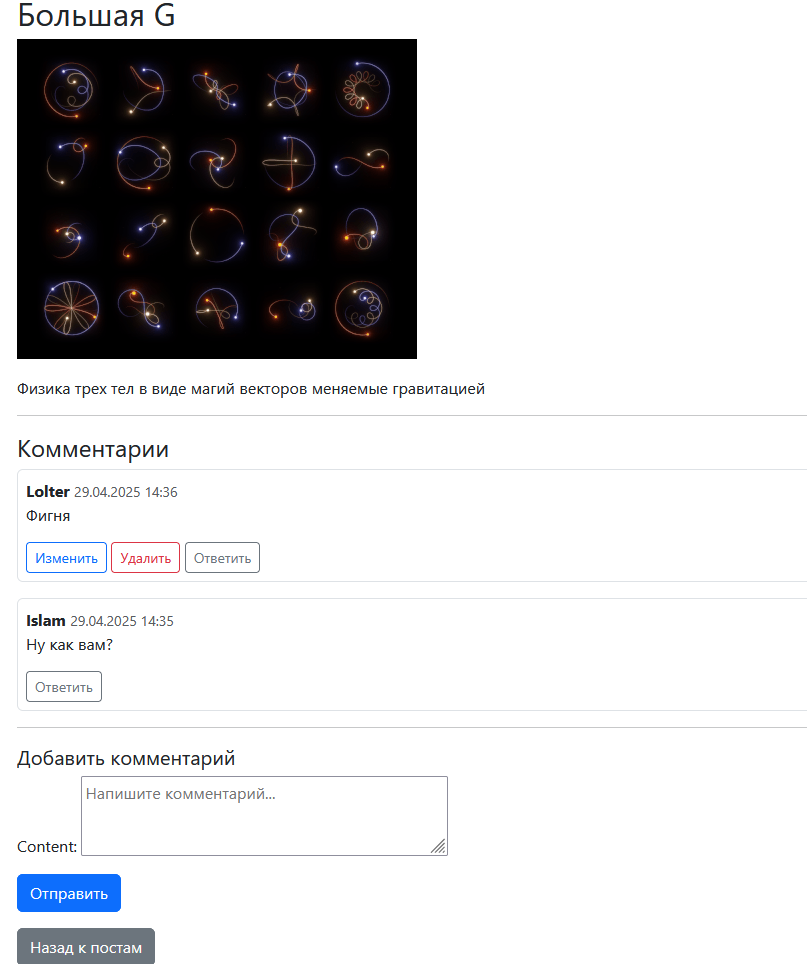 Большая G
Физика трех тел в виде магий векторов меняемые гравитацией
Комментарии
Lolter 29.04.2025 14:36
Фигня
Изменить Удалить Ответить
Islam 29.04.2025 14:35
Ну как вам?
Ответить
Добавить комментарий
Напишите комментарий...
Content:
Отправить
Назад к постам